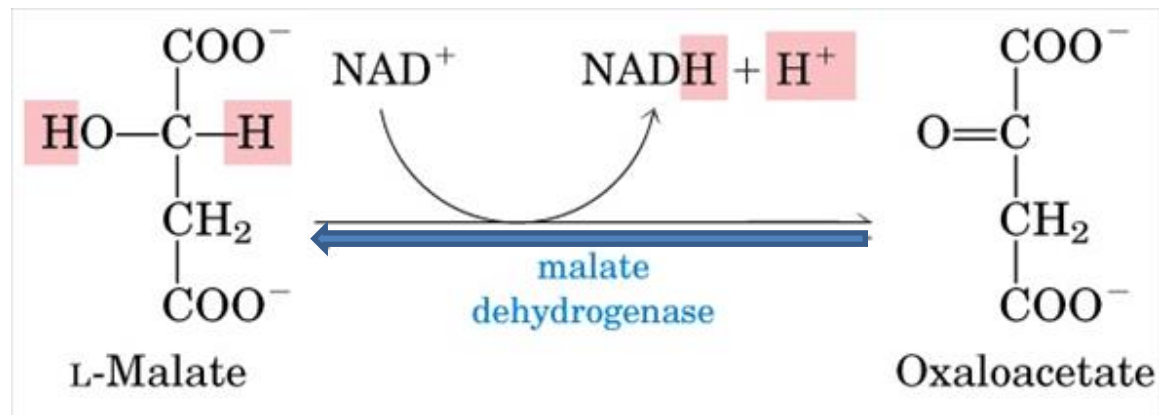 COO⁻
HO—C—H
CH₂
COO⁻
L-Malate
NAD⁺
NADH + H⁺
malate
dehydrogenase
COO⁻
O=C
CH₂
COO⁻
Oxaloacetate